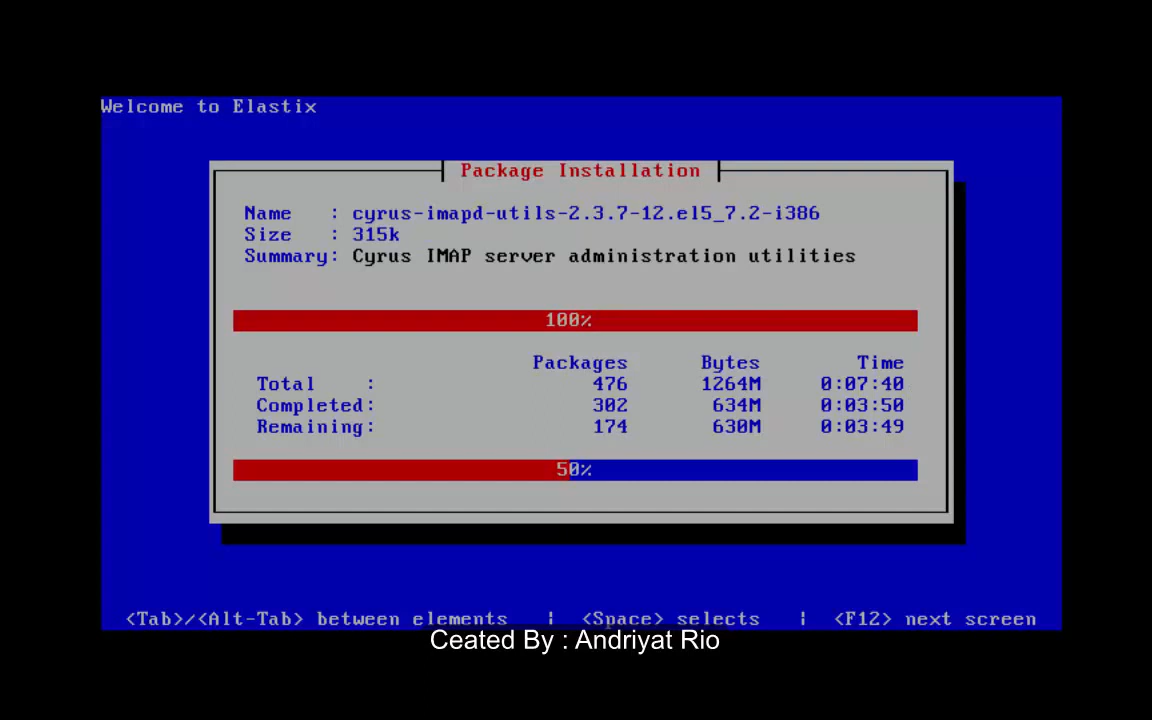 Welcome to Elastix
Package Installation
Name : cyrus-imapd-utils-2.3.7-12.el5_7.2-i386
Size : 315k
Summary: Cyrus IMAP server administration utilities
100%
Packages Bytes Time
Total : 476 1264M 0:07:40
Completed: 302 634M 0:03:50
Remaining: 174 630M 0:03:49
50%
<Tab>/<Alt-Tab> between elements | <Space> selects | <F12> next screen
Ceated By : Andriyat Rio